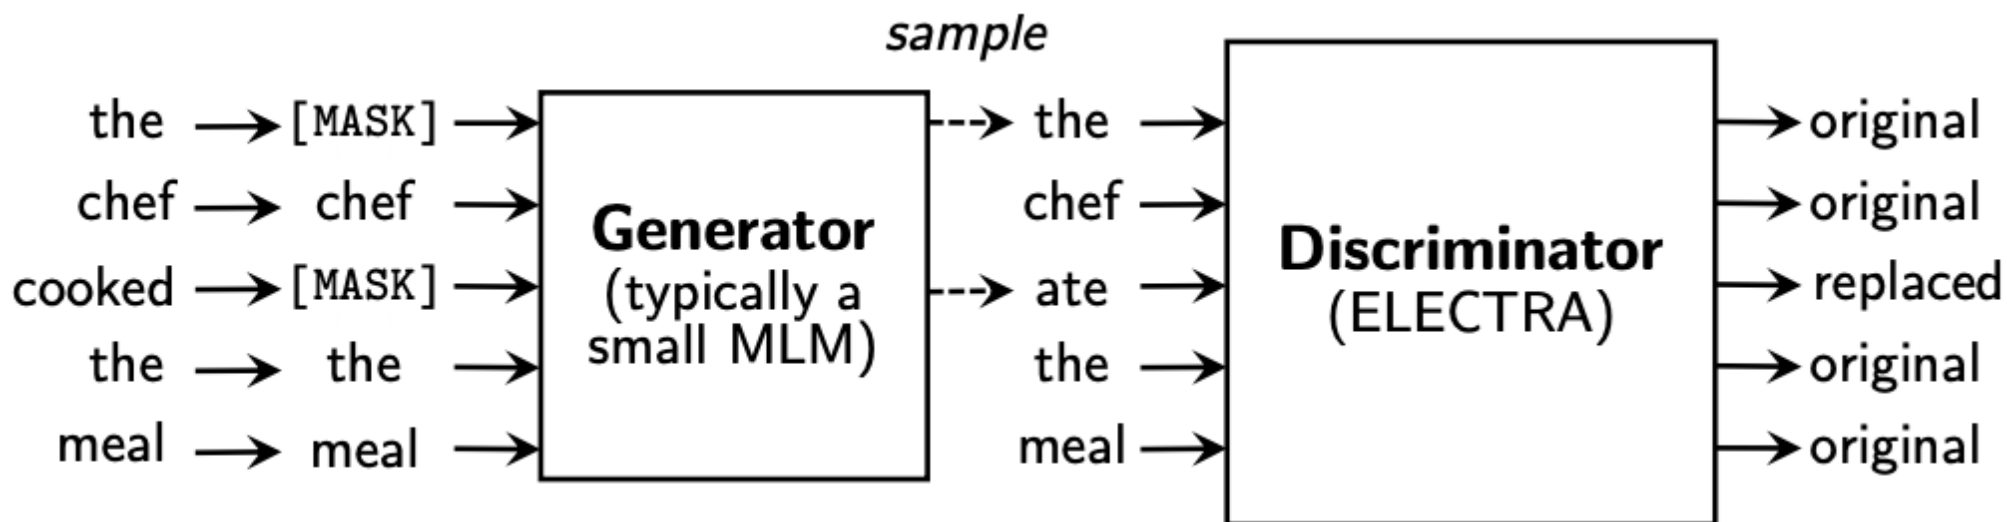 sample
the [MASK] the original
chef chef chef original
cooked [MASK] ate replaced
the the the original
meal meal meal original
Generator
(typically a
small MLM)
Discriminator
(ELECTRA)